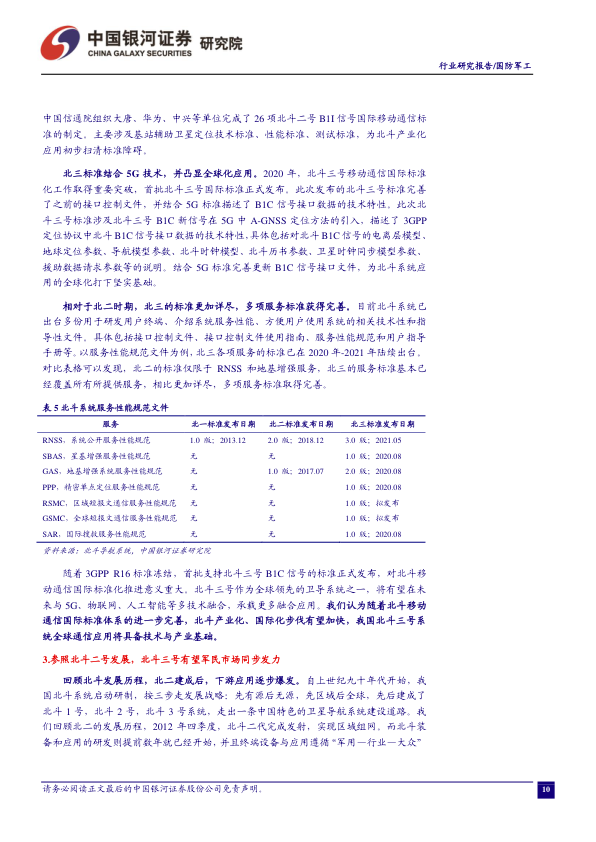 中国银河证券 研究院
CHINA GALAXY SECURITIES
行业研究报告/国防军工
中国信通院组织大唐、华为、中兴等单位完成了 26 项北斗二号 B1I 信号国际移动通信标
准的制定。主要涉及基站辅助卫星定位技术标准、性能标准、测试标准，为北斗产业化
应用初步扫清标准障碍。
北三标准结合 5G 技术，并凸显全球化应用。2020 年，北斗三号移动通信国际标准
化工作取得重要突破，首批北斗三号国际标准正式发布。此次发布的北斗三号标准完善
了之前的接口控制文件，并结合 5G 标准描述了 B1C 信号接口数据的技术特性。此次北
斗三号标准涉及北斗三号 B1C 新信号在 5G 中 A-GNSS 定位方法的引入，描述了 3GPP
定位协议中北斗 B1C 信号接口数据的技术特性，具体包括对北斗 B1C 信号的电离层模型、
地球定位参数、导航模型参数、北斗时钟模型、北斗历书参数、卫星时钟同步模型参数、
援助数据请求参数等的说明。结合 5G 标准完善更新 B1C 信号接口文件，为北斗系统应
用的全球化打下坚实基础。
相对于北二时期，北三的标准更加详尽，多项服务标准获得完善。目前北斗系统已
出台多份用于研发用户终端、介绍系统服务性能、方便用户使用系统的相关技术性和指
导性文件。具体包括接口控制文件、接口控制文件使用指南、服务性能规范和用户指导
手册等。以服务性能规范文件为例，北三各项服务的标准已在 2020 年-2021 年陆续出台。
对比表格可以发现，北二的标准仅限于 RNSS 和地基增强服务，北三的服务标准基本已
经覆盖所有所提供服务，相比更加详尽，多项服务标准取得完善。
表 5 北斗系统服务性能规范文件
服务 北一标准发布日期 北二标准发布日期 北三标准发布日期
RNSS，系统公开服务性能规范 1.0 版；2013.12 2.0 版；2018.12 3.0 版；2021.05
SBAS，星基增强服务性能规范 无 无 1.0 版；2020.08
GAS，地基增强系统服务性能规范 无 1.0 版；2017.07 2.0 版；2020.08
PPP，精密单点定位服务性能规范 无 无 1.0 版；2020.08
RSMC，区域短报文通信服务性能规范 无 无 1.0 版；拟发布
GSMC，全球短报文通信服务性能规范 无 无 1.0 版；拟发布
SAR，国际搜救服务性能规范 无 无 1.0 版；2020.08
资料来源：北斗导航系统，中国银河证券研究院
随着 3GPP R16 标准冻结，首批支持北斗三号 B1C 信号的标准正式发布，对北斗移
动通信国际标准化推进意义重大。北斗三号作为全球领先的卫导系统之一，将有望在未
来与 5G、物联网、人工智能等多技术融合，承载更多融合应用。我们认为随着北斗移动
通信国际标准体系的进一步完善，北斗产业化、国际化步伐有望加快，我国北斗三号系
统全球通信应用将具备技术与产业基础。
3.参照北斗二号发展，北斗三号有望军民市场同步发力
回顾北斗发展历程，北二建成后，下游应用逐步爆发。自上世纪九十年代开始，我
国北斗系统启动研制，按三步走发展战略：先有源后无源，先区域后全球，先后建成了
北斗 1 号，北斗 2 号，北斗 3 号系统，走出一条中国特色的卫星导航系统建设道路。我
们回顾北二的发展历程，2012 年四季度，北斗二代完成发射，实现区域组网。而北斗装
备和应用的研发则提前数年就已经开始，并且终端设备与应用遵循“军用—行业—大众”
请务必阅读正文最后的中国银河证券股份公司免责声明。
10